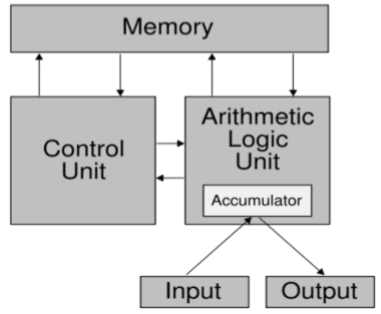 Memory
Control
Unit
Arithmetic
Logic
Unit
Accumulator
Input
Output